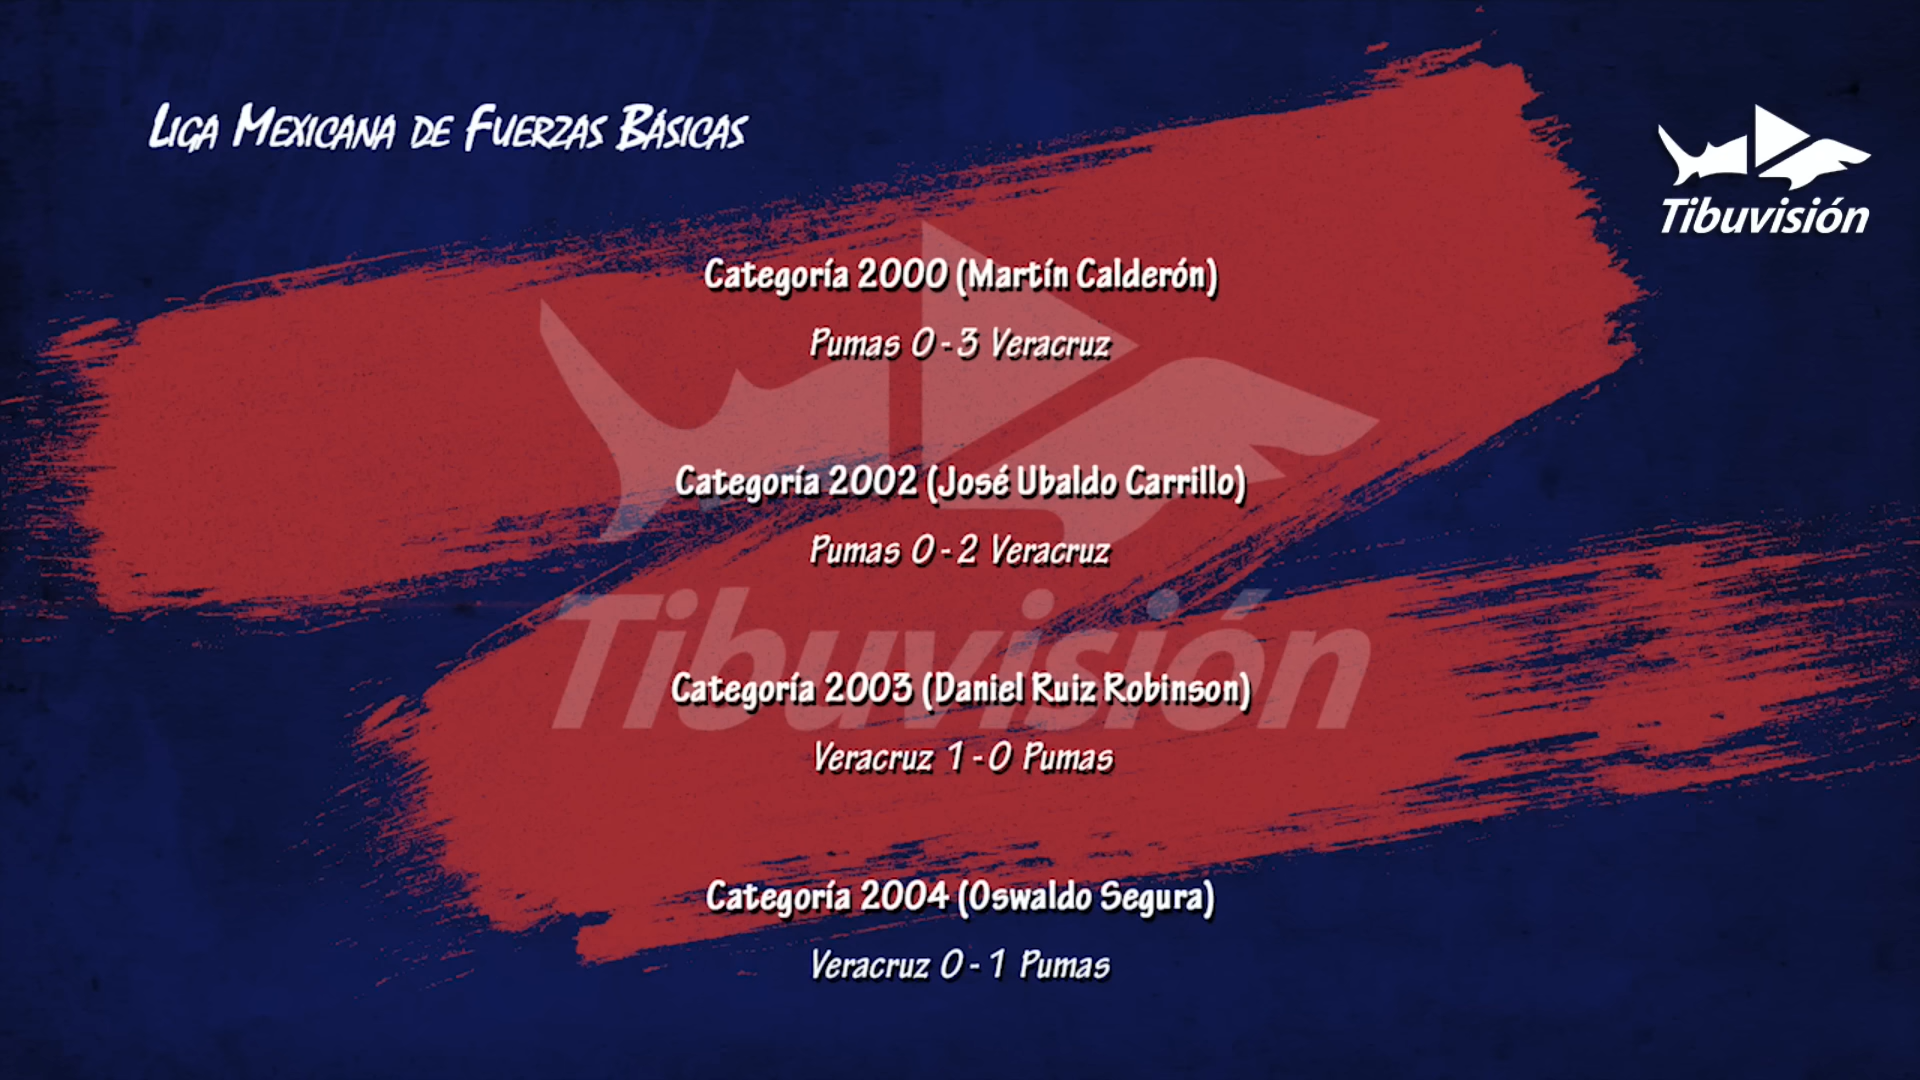 Liga Mexicana de Fuerzas Básicas
Tibuvisión
Categoría 2000 (Martín Calderón)
Pumas 0 - 3 Veracruz
Categoría 2002 (José Ubaldo Carrillo)
Pumas 0 - 2 Veracruz
Tibuvisión
Categoría 2003 (Daniel Ruiz Robinson)
Veracruz 1 - 0 Pumas
Categoría 2004 (Oswaldo Segura)
Veracruz 0 - 1 Pumas